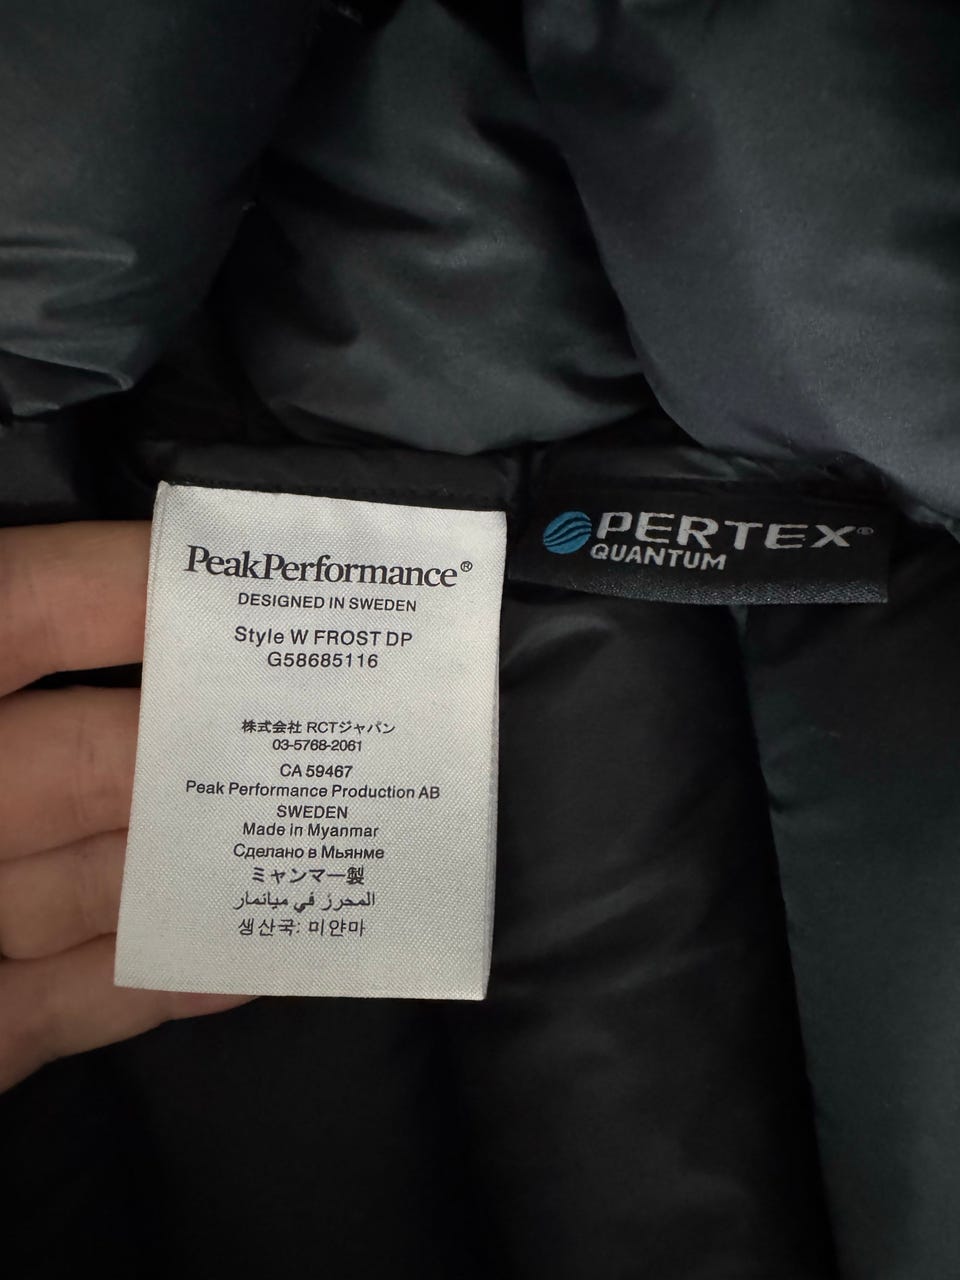 PeakPerformance®
DESIGNED IN SWEDEN
Style W FROST DP
G58685116
株式会社 RCTジャパン
03-5768-2061
CA 59467
Peak Performance Production AB
SWEDEN
Made in Myanmar
Сделано в Мьянме
ミャンマー製
المحرز في ميانمار
생산국: 미얀마
PERTEX®
QUANTUM